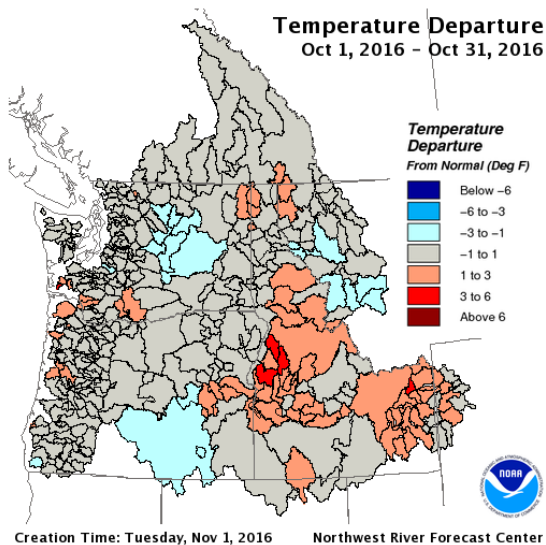 Temperature Departure
Oct 1, 2016 - Oct 31, 2016
Temperature
Departure
From Normal (Deg F)
Below -6
-6 to -3
-3 to -1
-1 to 1
1 to 3
3 to 6
Above 6
NOAA
Creation Time: Tuesday, Nov 1, 2016
Northwest River Forecast Center